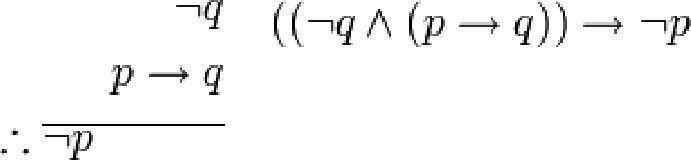 ¬q ((¬q ∧ (p → q)) → ¬p
p → q
∴ ¬p